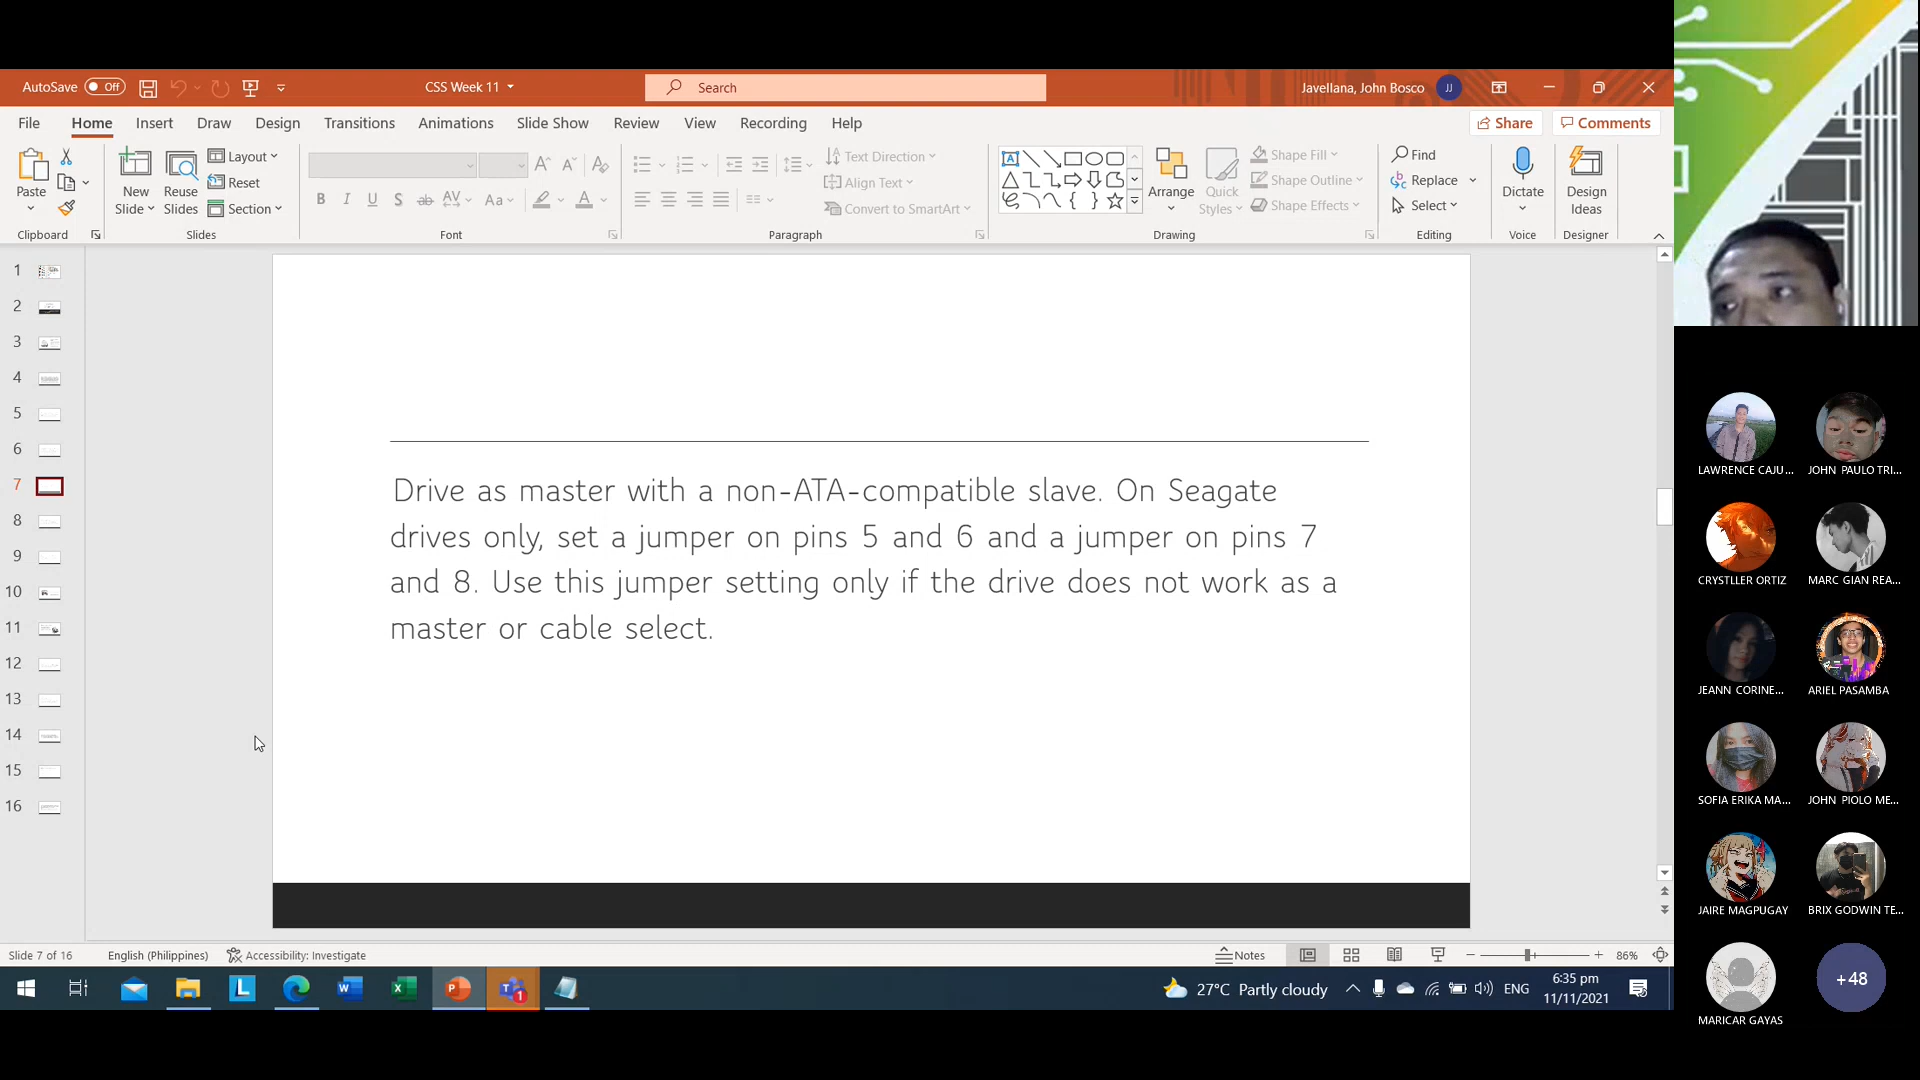 AutoSave Off
CSS Week 11
Search
Javellana, John Bosco JJ
File Home Insert Draw Design Transitions Animations Slide Show Review View Recording Help
Share Comments
Paste
New Slide
Reuse Slides
Layout
Reset
Section
Text Direction
Align Text
Convert to SmartArt
Arrange
Quick Styles
Shape Fill
Shape Outline
Shape Effects
Find
Replace
Select
Dictate
Design Ideas
Clipboard Slides Font Paragraph Drawing Editing Voice Designer
1
2
3
4
5
6
7
8
9
10
11
12
13
14
15
16
Drive as master with a non-ATA-compatible slave. On Seagate
drives only, set a jumper on pins 5 and 6 and a jumper on pins 7
and 8. Use this jumper setting only if the drive does not work as a
master or cable select.
Slide 7 of 16 English (Philippines) Accessibility: Investigate Notes 86%
27°C Partly cloudy ENG 6:35 pm
11/11/2021
LAWRENCE CAJU... JOHN PAULO TRI...
CRYSTLLER ORTIZ MARC GIAN REA...
JEANN CORINE... ARIEL PASAMBA
SOFIA ERIKA MA... JOHN PIOLO ME...
JAIRE MAGPUGAY BRIX GODWIN TE...
+48
MARICAR GAYAS